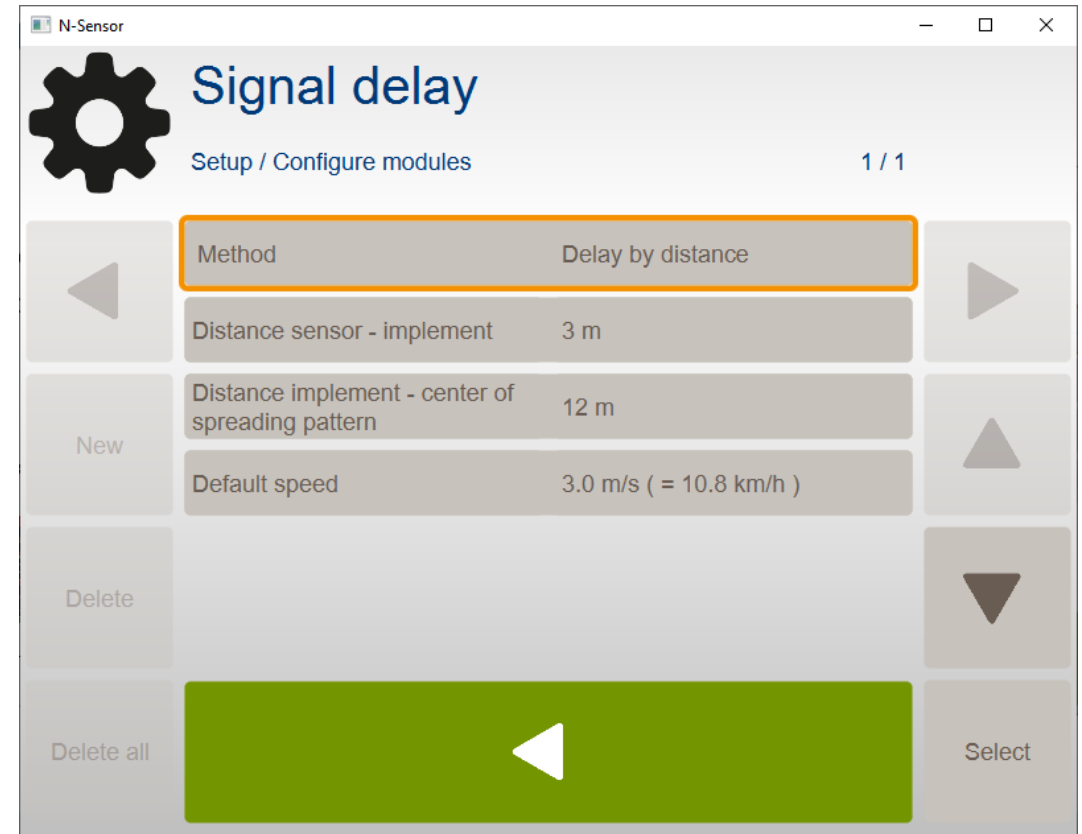 N-Sensor
Signal delay
Setup / Configure modules 1 / 1
Method Delay by distance
Distance sensor - implement 3 m
Distance implement - center of
spreading pattern 12 m
New
Default speed 3.0 m/s ( = 10.8 km/h )
Delete
Delete all
Select